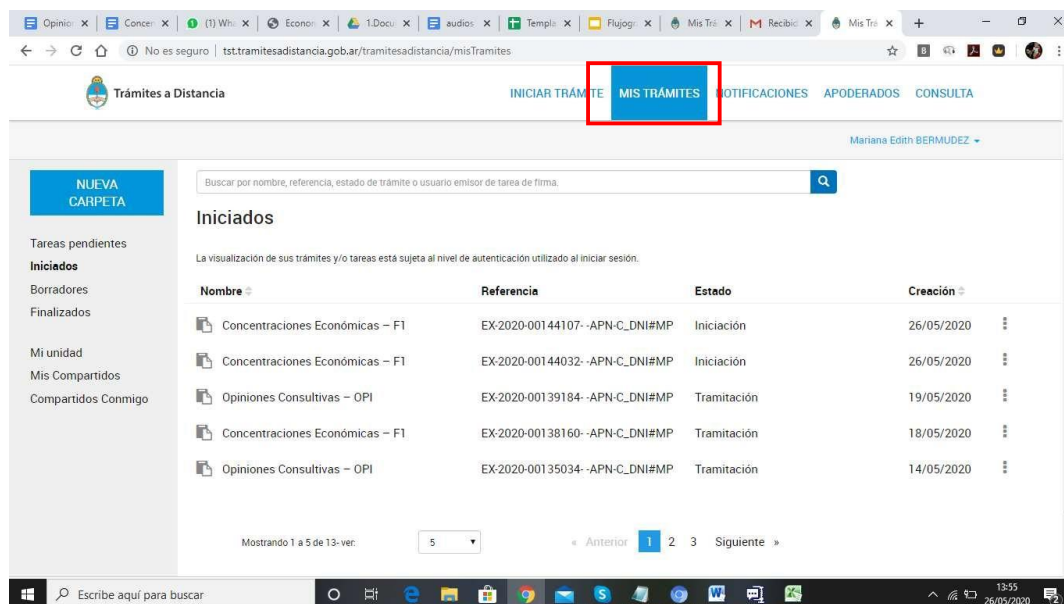 Opinion
Concen
(1) Wh
Econon
1.Docu
audios
Templa
Flujogr
Mis Trá
Recibid
Mis Trá
No es seguro | tst.tramitesadistancia.gob.ar/tramitesadistancia/misTramites
Trámites a Distancia
INICIAR TRÁMITE MIS TRÁMITES NOTIFICACIONES APODERADOS CONSULTA
Mariana Edith BERMUDEZ
NUEVA
CARPETA
Tareas pendientes
Iniciados
Borradores
Finalizados
Mi unidad
Mis Compartidos
Compartidos Conmigo
Buscar por nombre, referencia, estado de trámite o usuario emisor de tarea de firma.
Iniciados
La visualización de sus trámites y/o tareas está sujeta al nivel de autenticación utilizado al iniciar sesión.
Nombre Referencia Estado Creación
Concentraciones Económicas – F1 EX-2020-00144107- -APN-C_DNI#MP Iniciación 26/05/2020
Concentraciones Económicas – F1 EX-2020-00144032- -APN-C_DNI#MP Iniciación 26/05/2020
Opiniones Consultivas – OPI EX-2020-00139184- -APN-C_DNI#MP Tramitación 19/05/2020
Concentraciones Económicas – F1 EX-2020-00138160- -APN-C_DNI#MP Tramitación 18/05/2020
Opiniones Consultivas – OPI EX-2020-00135034- -APN-C_DNI#MP Tramitación 14/05/2020
Mostrando 1 a 5 de 13- ver: 5 « Anterior 1 2 3 Siguiente »
Escribe aquí para buscar
13:55
26/05/2020